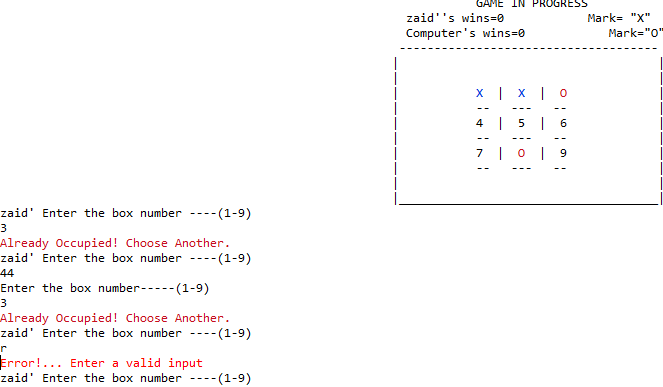 GAME IN PROGRESS
zaid''s wins=0 Mark= "X"
Computer's wins=0 Mark="O"
-------------------------------------
| |
| |
| X | X | O |
| -- --- -- |
| 4 | 5 | 6 |
| -- --- -- |
| 7 | O | 9 |
| -- --- -- |
| |
|_____________________________________|
zaid' Enter the box number ----(1-9)
3
Already Occupied! Choose Another.
zaid' Enter the box number ----(1-9)
44
Enter the box number-----(1-9)
3
Already Occupied! Choose Another.
zaid' Enter the box number ----(1-9)
r
Error!... Enter a valid input
zaid' Enter the box number ----(1-9)